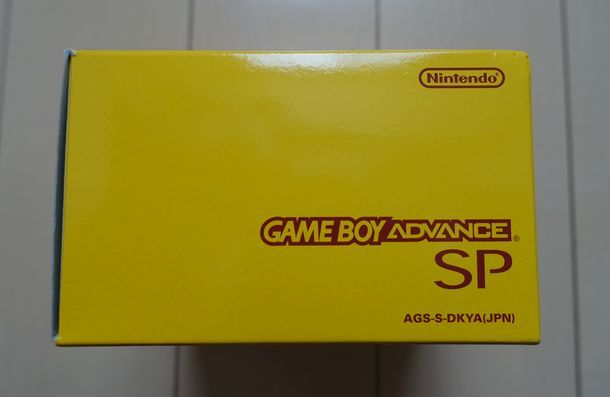 Nintendo®
GAME BOY ADVANCE®
SP
AGS-S-DKYA(JPN)